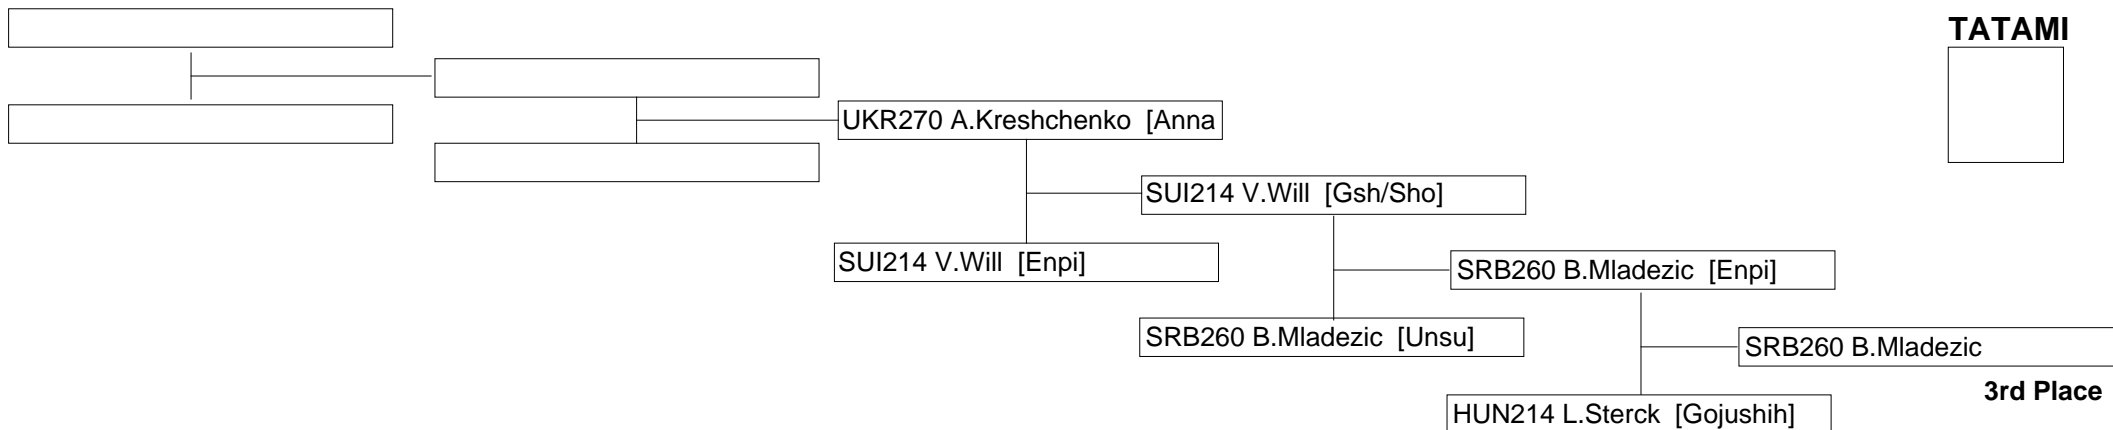 TATAMI
UKR270 A.Kreshchenko [Anna
SUI214 V.Will [Gsh/Sho]
SUI214 V.Will [Enpi]
SRB260 B.Mladezic [Enpi]
SRB260 B.Mladezic [Unsu]
SRB260 B.Mladezic
3rd Place
HUN214 L.Sterck [Gojushih]